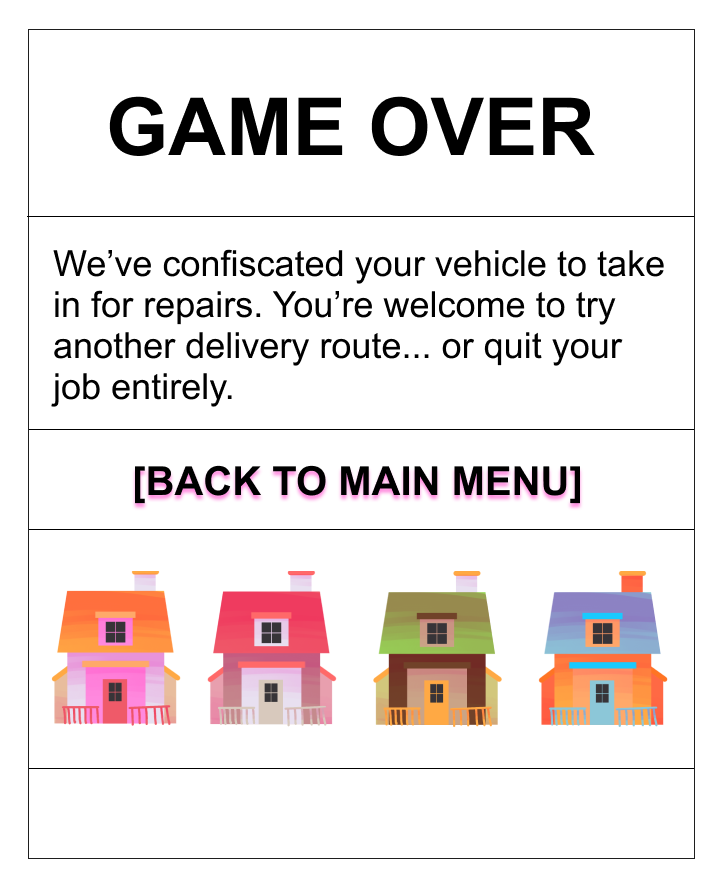 GAME OVER
We’ve confiscated your vehicle to take
in for repairs. You’re welcome to try
another delivery route... or quit your
job entirely.
[BACK TO MAIN MENU]